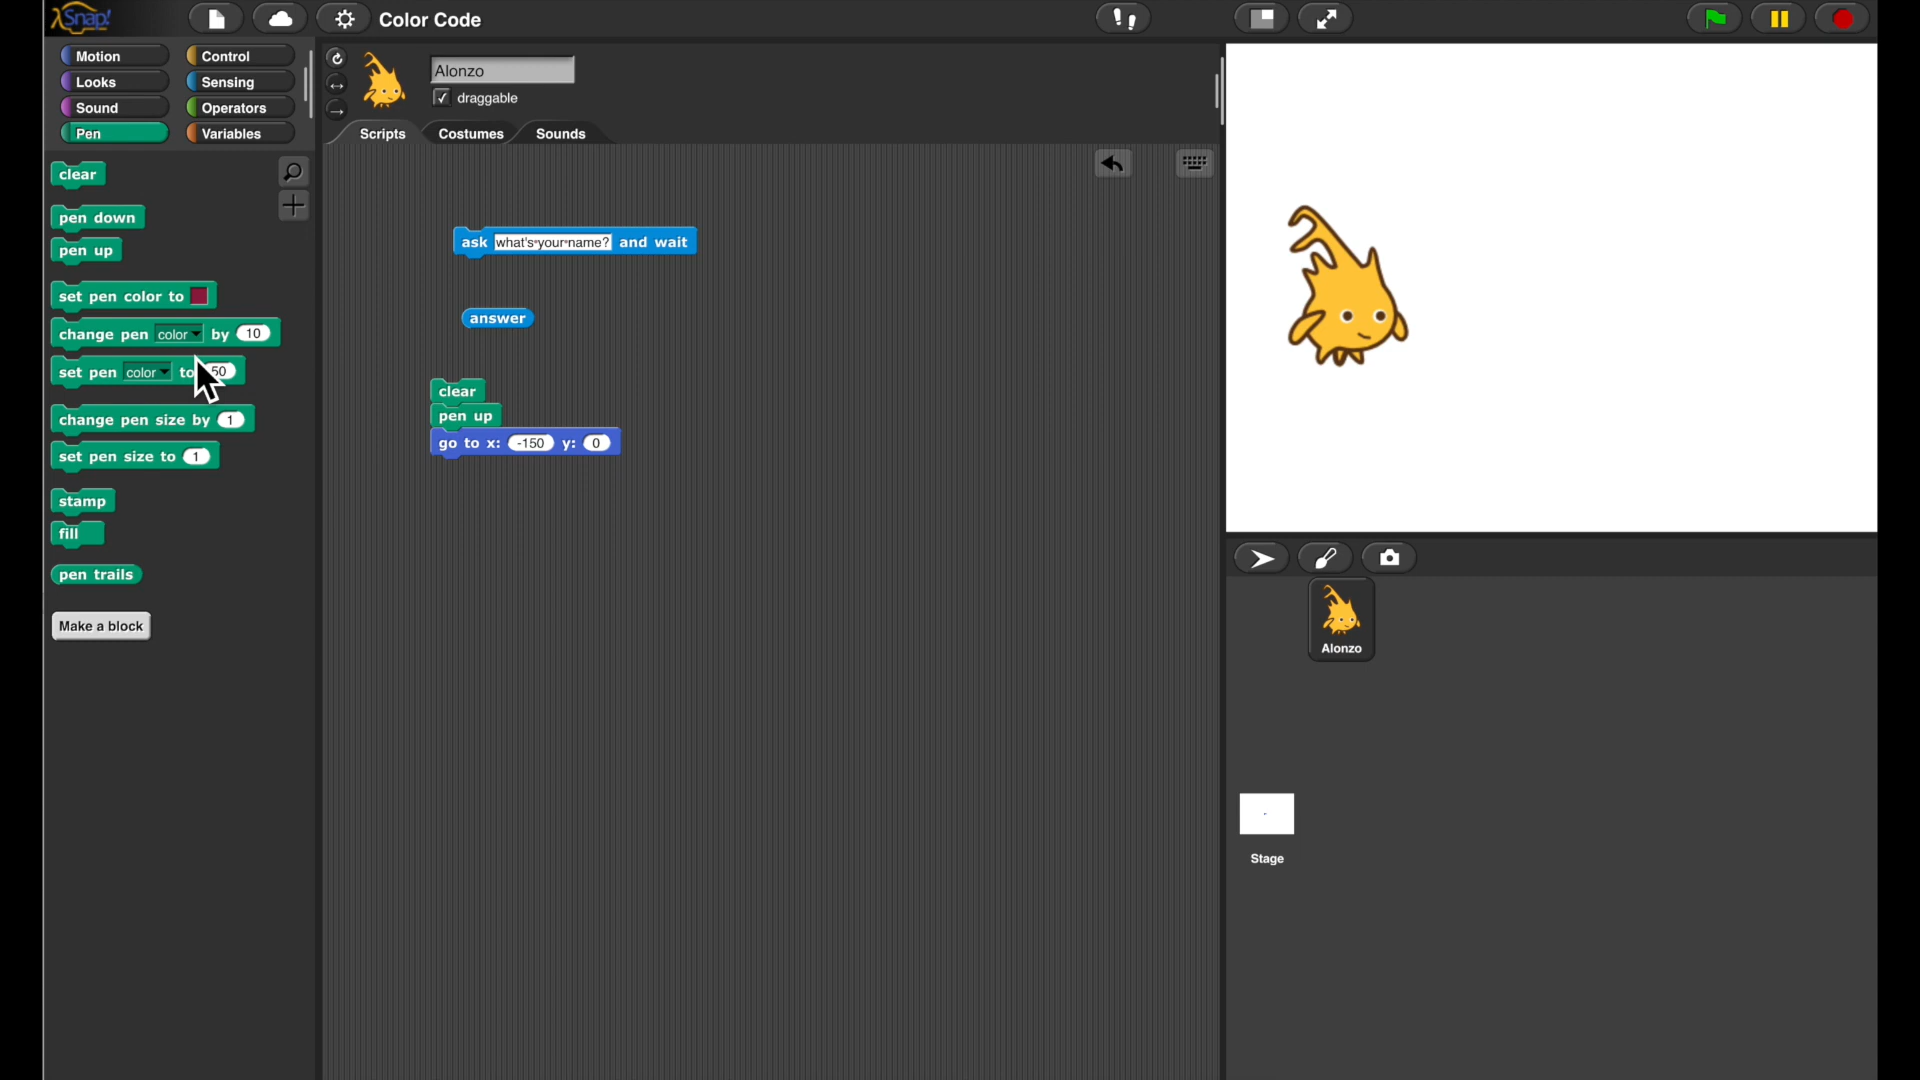 Snap!
Color Code
Motion
Control
Looks
Sensing
Sound
Operators
Pen
Variables
Alonzo
draggable
Scripts
Costumes
Sounds
clear
pen down
pen up
set pen color to
change pen color by 10
set pen color to 50
change pen size by 1
set pen size to 1
stamp
fill
pen trails
Make a block
ask what's your name? and wait
answer
clear
pen up
go to x: -150 y: 0
Alonzo
Stage